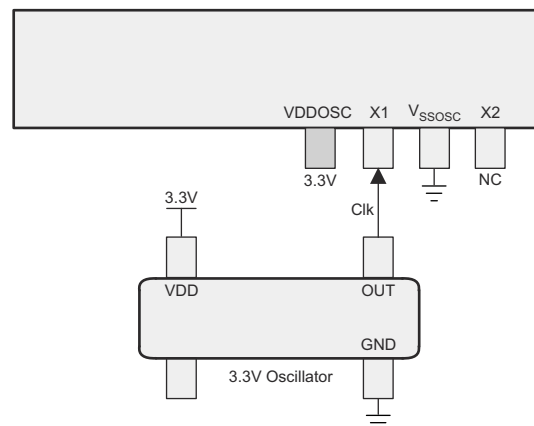 VDDOSC X1 VSSOSC X2
3.3V NC
3.3V Clk
VDD OUT
GND
3.3V Oscillator